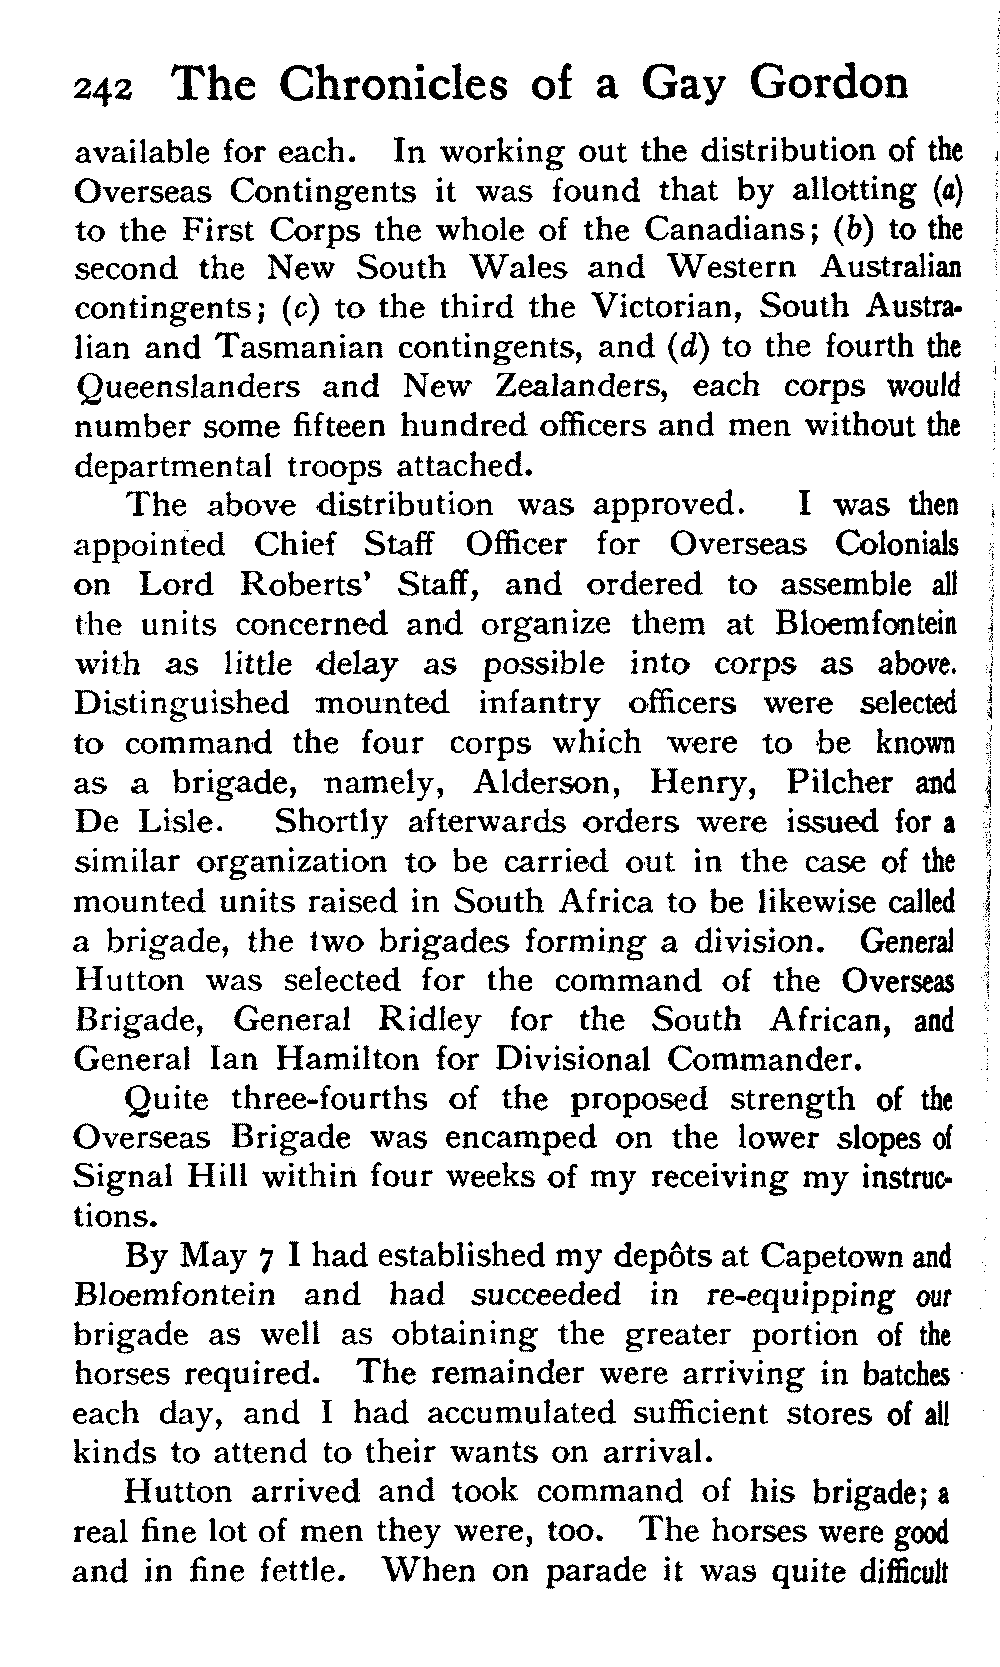 242 The Chronicles of a Gay Gordon
available for each. In working out the distribution of the
Overseas Contingents it was found that by allotting (a)
to the First Corps the whole of the Canadians; (b) to the
second the New South Wales and Western Australian
contingents; (c) to the third the Victorian, South Austra-
lian and Tasmanian contingents, and (d) to the fourth the
Queenslanders and New Zealanders, each corps would
number some fifteen hundred officers and men without the
departmental troops attached.
The above distribution was approved. I was then
appointed Chief Staff Officer for Overseas Colonials
on Lord Roberts' Staff, and ordered to assemble all
the units concerned and organize them at Bloemfontein
with as little delay as possible into corps as above.
Distinguished mounted infantry officers were selected
to command the four corps which were to be known
as a brigade, namely, Alderson, Henry, Pilcher and
De Lisle. Shortly afterwards orders were issued for a
similar organization to be carried out in the case of the
mounted units raised in South Africa to be likewise called
a brigade, the two brigades forming a division. General
Hutton was selected for the command of the Overseas
Brigade, General Ridley for the South African, and
General Ian Hamilton for Divisional Commander.
Quite three-fourths of the proposed strength of the
Overseas Brigade was encamped on the lower slopes of
Signal Hill within four weeks of my receiving my instruc-
tions.
By May 7 I had established my depôts at Capetown and
Bloemfontein and had succeeded in re-equipping our
brigade as well as obtaining the greater portion of the
horses required. The remainder were arriving in batches
each day, and I had accumulated sufficient stores of all
kinds to attend to their wants on arrival.
Hutton arrived and took command of his brigade; a
real fine lot of men they were, too. The horses were good
and in fine fettle. When on parade it was quite difficult